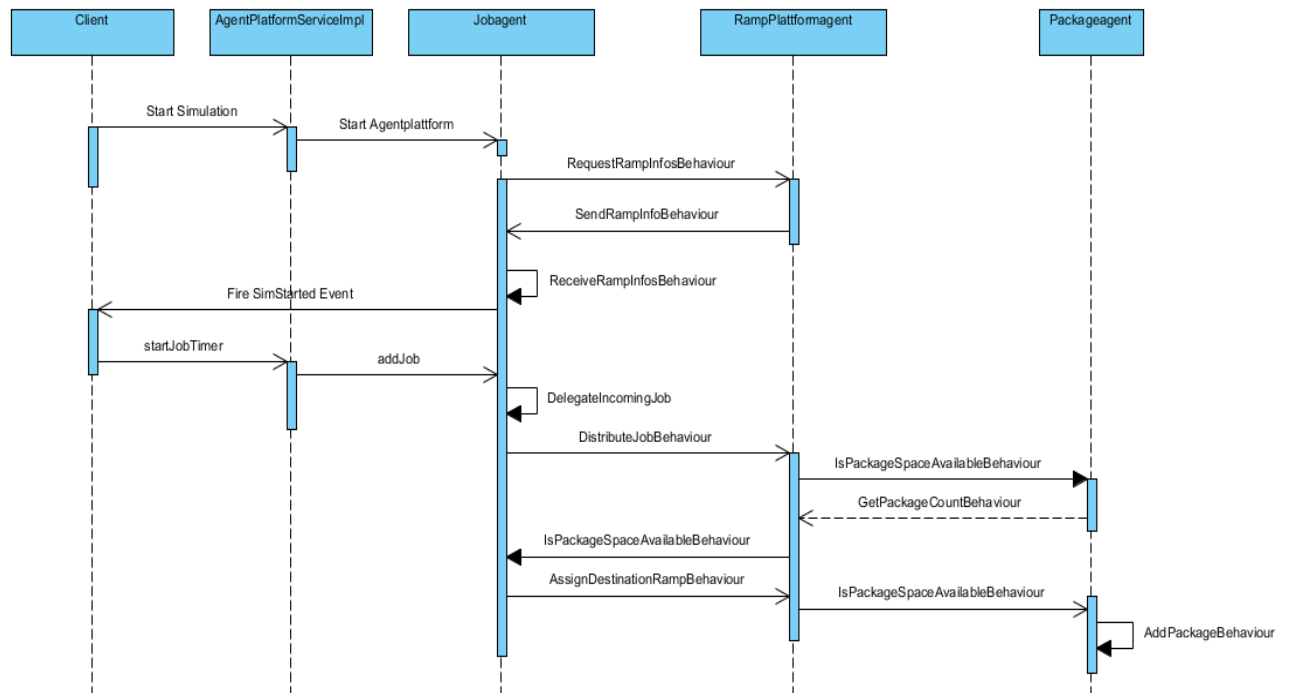 Client
AgentPlatformServiceImpl
Jobagent
RampPlattformagent
Packageagent
Start Simulation
Start Agentplattform
RequestRampInfosBehaviour
SendRampInfoBehaviour
ReceiveRampInfosBehaviour
Fire SimStarted Event
startJobTimer
addJob
DelegateIncomingJob
DistributeJobBehaviour
IsPackageSpaceAvailableBehaviour
GetPackageCountBehaviour
IsPackageSpaceAvailableBehaviour
AssignDestinationRampBehaviour
IsPackageSpaceAvailableBehaviour
AddPackageBehaviour